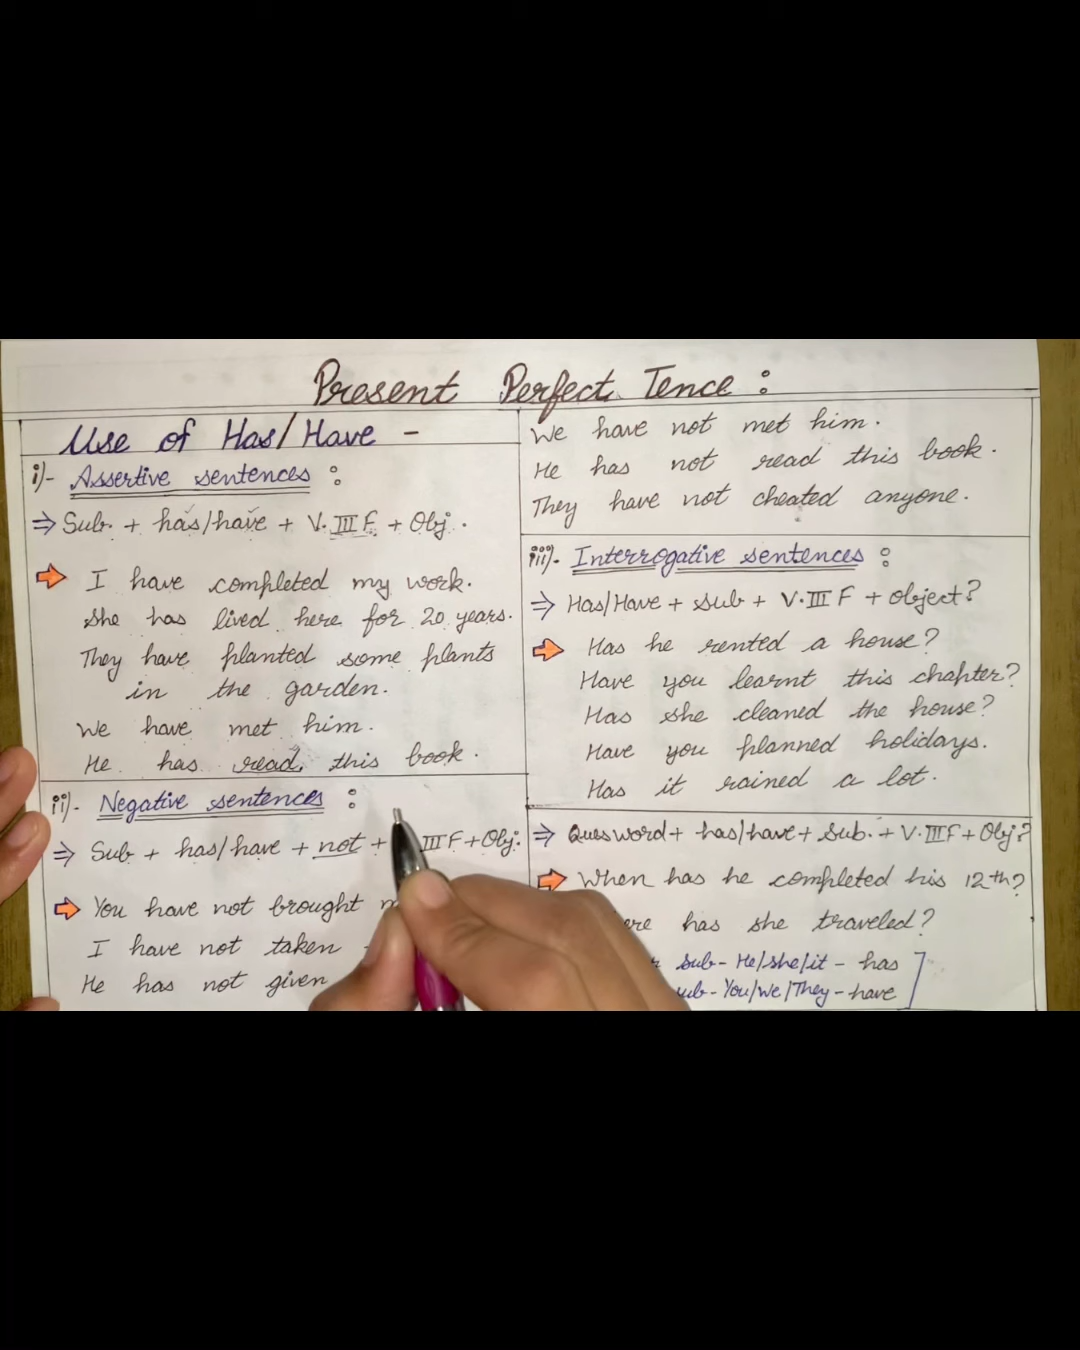 Present Perfect Tence :
Use of Has/Have -
i)- Assertive sentences :
⇒ Sub. + has/have + V.III F + Obj.
I have completed my work.
She has lived here for 20 years.
They have planted some plants
in the garden.
We have met him.
He has read this book.
ii)- Negative sentences :
⇒ Sub + has/have + not + III F + Obj.
You have not brought
I have not taken
He has not given
We have not met him.
He has not read this book.
They have not cheated anyone.
iii)- Interrogative sentences :
⇒ Has/Have + sub + V.III F + object?
Has he rented a house?
Have you learnt this chapter?
Has she cleaned the house?
Have you planned holidays.
Has it rained a lot.
⇒ Ques word + has/have + sub. + V.III F + Obj?
When has he completed his 12th?
has she traveled?
sub - He/she/it - has
sub - You/We/They - have